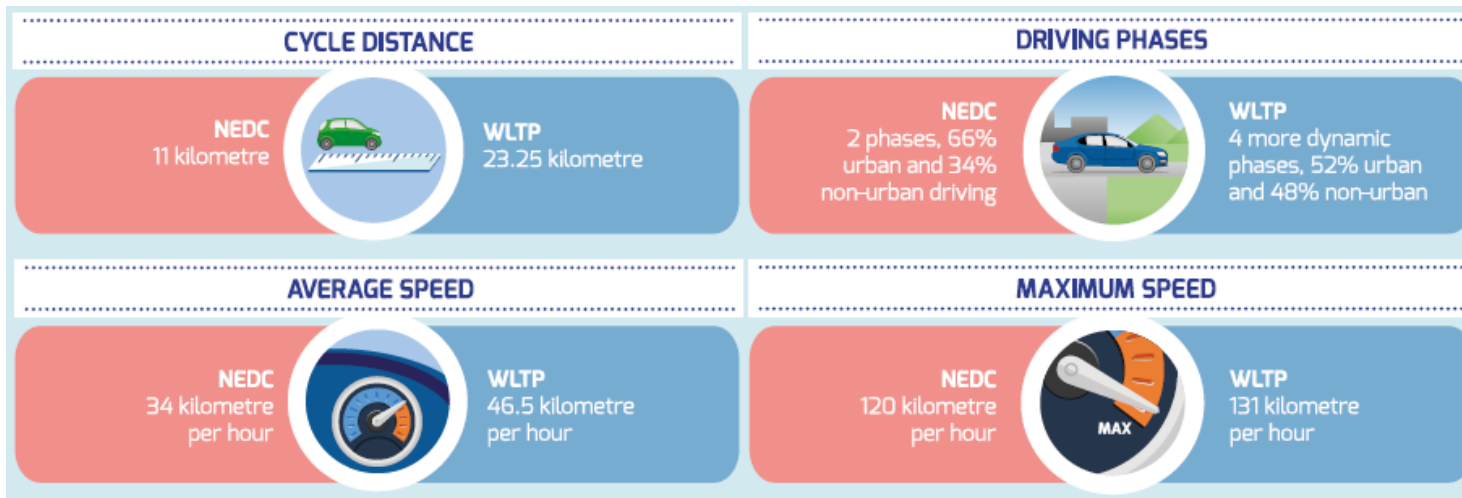 CYCLE DISTANCE
NEDC
11 kilometre
WLTP
23.25 kilometre
DRIVING PHASES
NEDC
2 phases, 66%
urban and 34%
non-urban driving
WLTP
4 more dynamic
phases, 52% urban
and 48% non-urban
AVERAGE SPEED
NEDC
34 kilometre
per hour
WLTP
46.5 kilometre
per hour
MAXIMUM SPEED
NEDC
120 kilometre
per hour
MAX
WLTP
131 kilometre
per hour